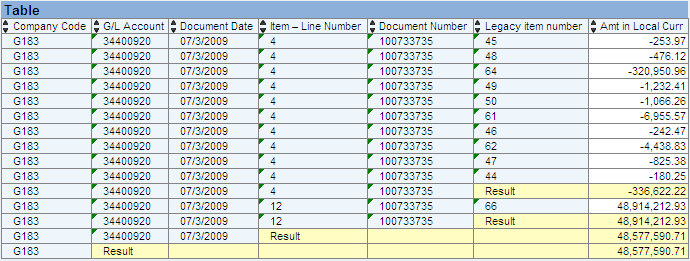 Table
Company Code G/L Account Document Date Item – Line Number Document Number Legacy item number Amt in Local Curr
G183 34400920 07/3/2009 4 100733735 45 -253.97
G183 34400920 07/3/2009 4 100733735 48 -476.12
G183 34400920 07/3/2009 4 100733735 64 -320,950.96
G183 34400920 07/3/2009 4 100733735 49 -1,232.41
G183 34400920 07/3/2009 4 100733735 50 -1,066.26
G183 34400920 07/3/2009 4 100733735 61 -6,955.57
G183 34400920 07/3/2009 4 100733735 46 -242.47
G183 34400920 07/3/2009 4 100733735 62 -4,438.83
G183 34400920 07/3/2009 4 100733735 47 -825.38
G183 34400920 07/3/2009 4 100733735 44 -180.25
G183 34400920 07/3/2009 4 100733735 Result -336,622.22
G183 34400920 07/3/2009 12 100733735 66 48,914,212.93
G183 34400920 07/3/2009 12 100733735 Result 48,914,212.93
G183 34400920 07/3/2009 Result 48,577,590.71
G183 Result 48,577,590.71